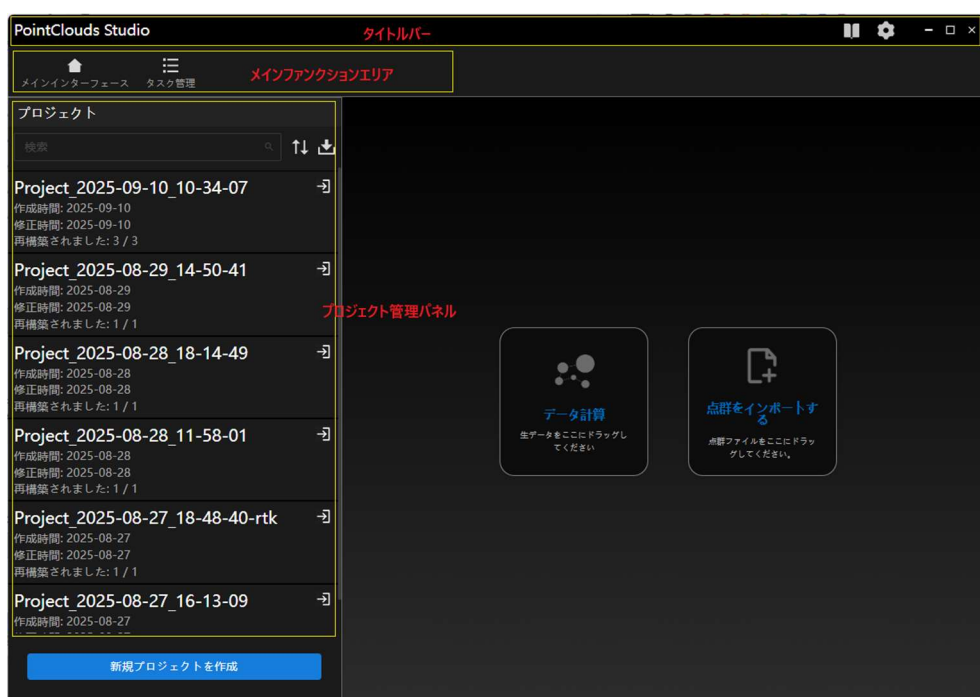 PointClouds Studio
タイトルバー
メインインターフェース
タスク管理
メインファンクションエリア
プロジェクト
検索
Project_2025-09-10_10-34-07
作成時間: 2025-09-10
修正時間: 2025-09-10
再構築されました: 3 / 3
Project_2025-08-29_14-50-41
作成時間: 2025-08-29
修正時間: 2025-08-29
再構築されました: 1 / 1
プロジェクト管理パネル
Project_2025-08-28_18-14-49
作成時間: 2025-08-28
修正時間: 2025-08-28
再構築されました: 1 / 1
Project_2025-08-28_11-58-01
作成時間: 2025-08-28
修正時間: 2025-08-28
再構築されました: 1 / 1
Project_2025-08-27_18-48-40-rtk
作成時間: 2025-08-27
修正時間: 2025-08-27
再構築されました: 1 / 1
Project_2025-08-27_16-13-09
作成時間: 2025-08-27
新規プロジェクトを作成
データ計算
生データをここにドラッグし
てください
点群をインポートす
る
点群ファイルをここにドラッ
グしてください。